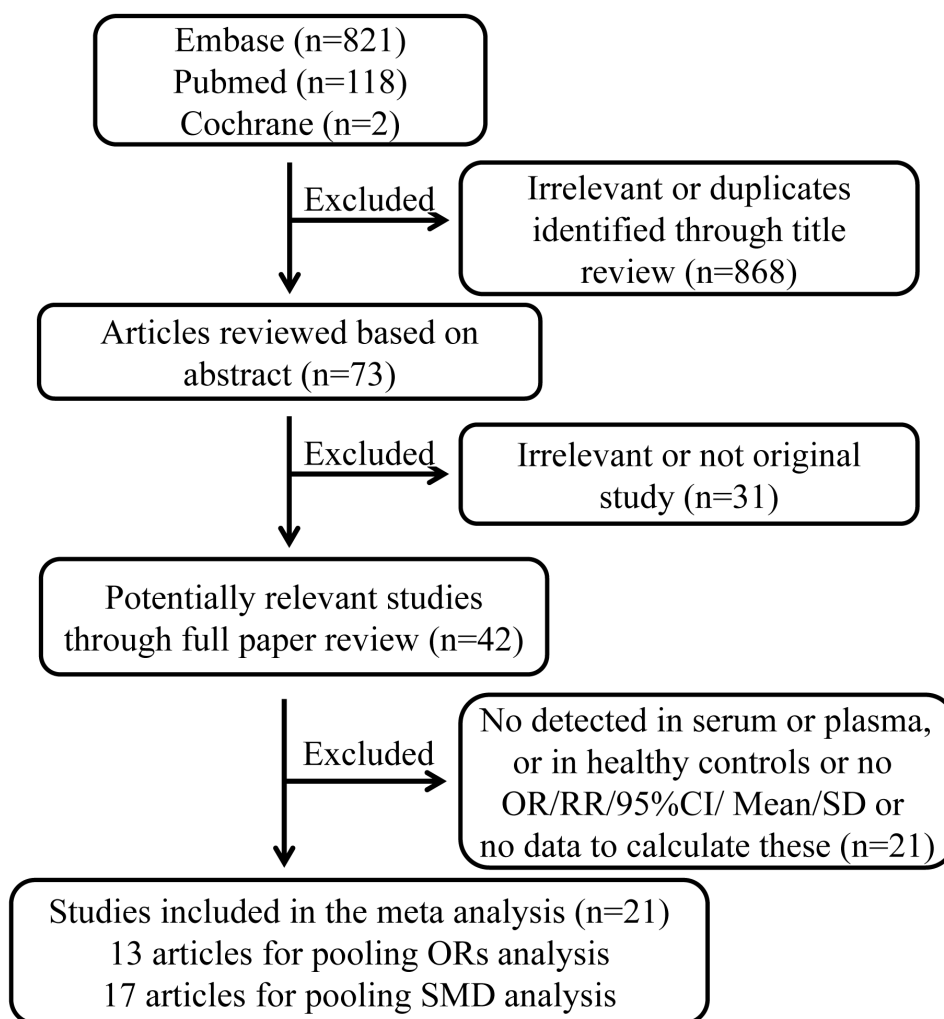 Embase (n=821)
Pubmed (n=118)
Cochrane (n=2)
Excluded
Irrelevant or duplicates
identified through title
review (n=868)
Articles reviewed based on
abstract (n=73)
Excluded
Irrelevant or not original
study (n=31)
Potentially relevant studies
through full paper review (n=42)
Excluded
No detected in serum or plasma,
or in healthy controls or no
OR/RR/95%CI/ Mean/SD or
no data to calculate these (n=21)
Studies included in the meta analysis (n=21)
13 articles for pooling ORs analysis
17 articles for pooling SMD analysis